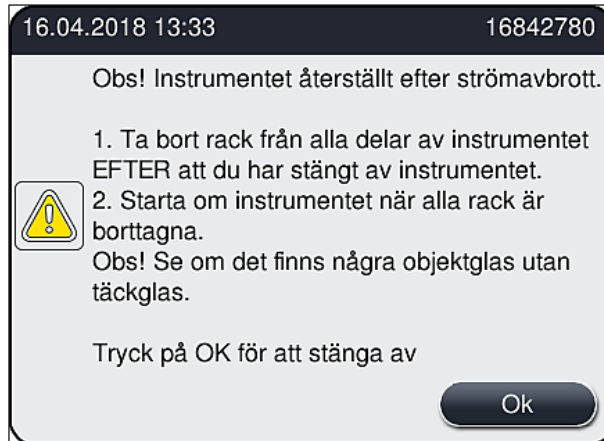 16.04.2018 13:33 16842780
Obs! Instrumentet återställt efter strömavbrott.
1. Ta bort rack från alla delar av instrumentet
EFTER att du har stängt av instrumentet.
2. Starta om instrumentet när alla rack är
borttagna.
Obs! Se om det finns några objektglas utan
täckglas.
Tryck på OK för att stänga av
Ok